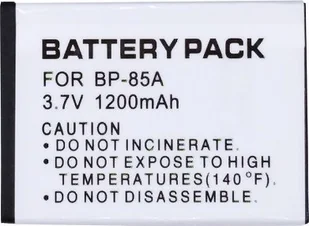 BATTERY PACK
FOR BP-85A
3.7V 1200mAh
CAUTION
• DO NOT INCINERATE.
• DO NOT EXPOSE TO HIGH
TEMPERATURES(140°F)
• DO NOT DISASSEMBLE.